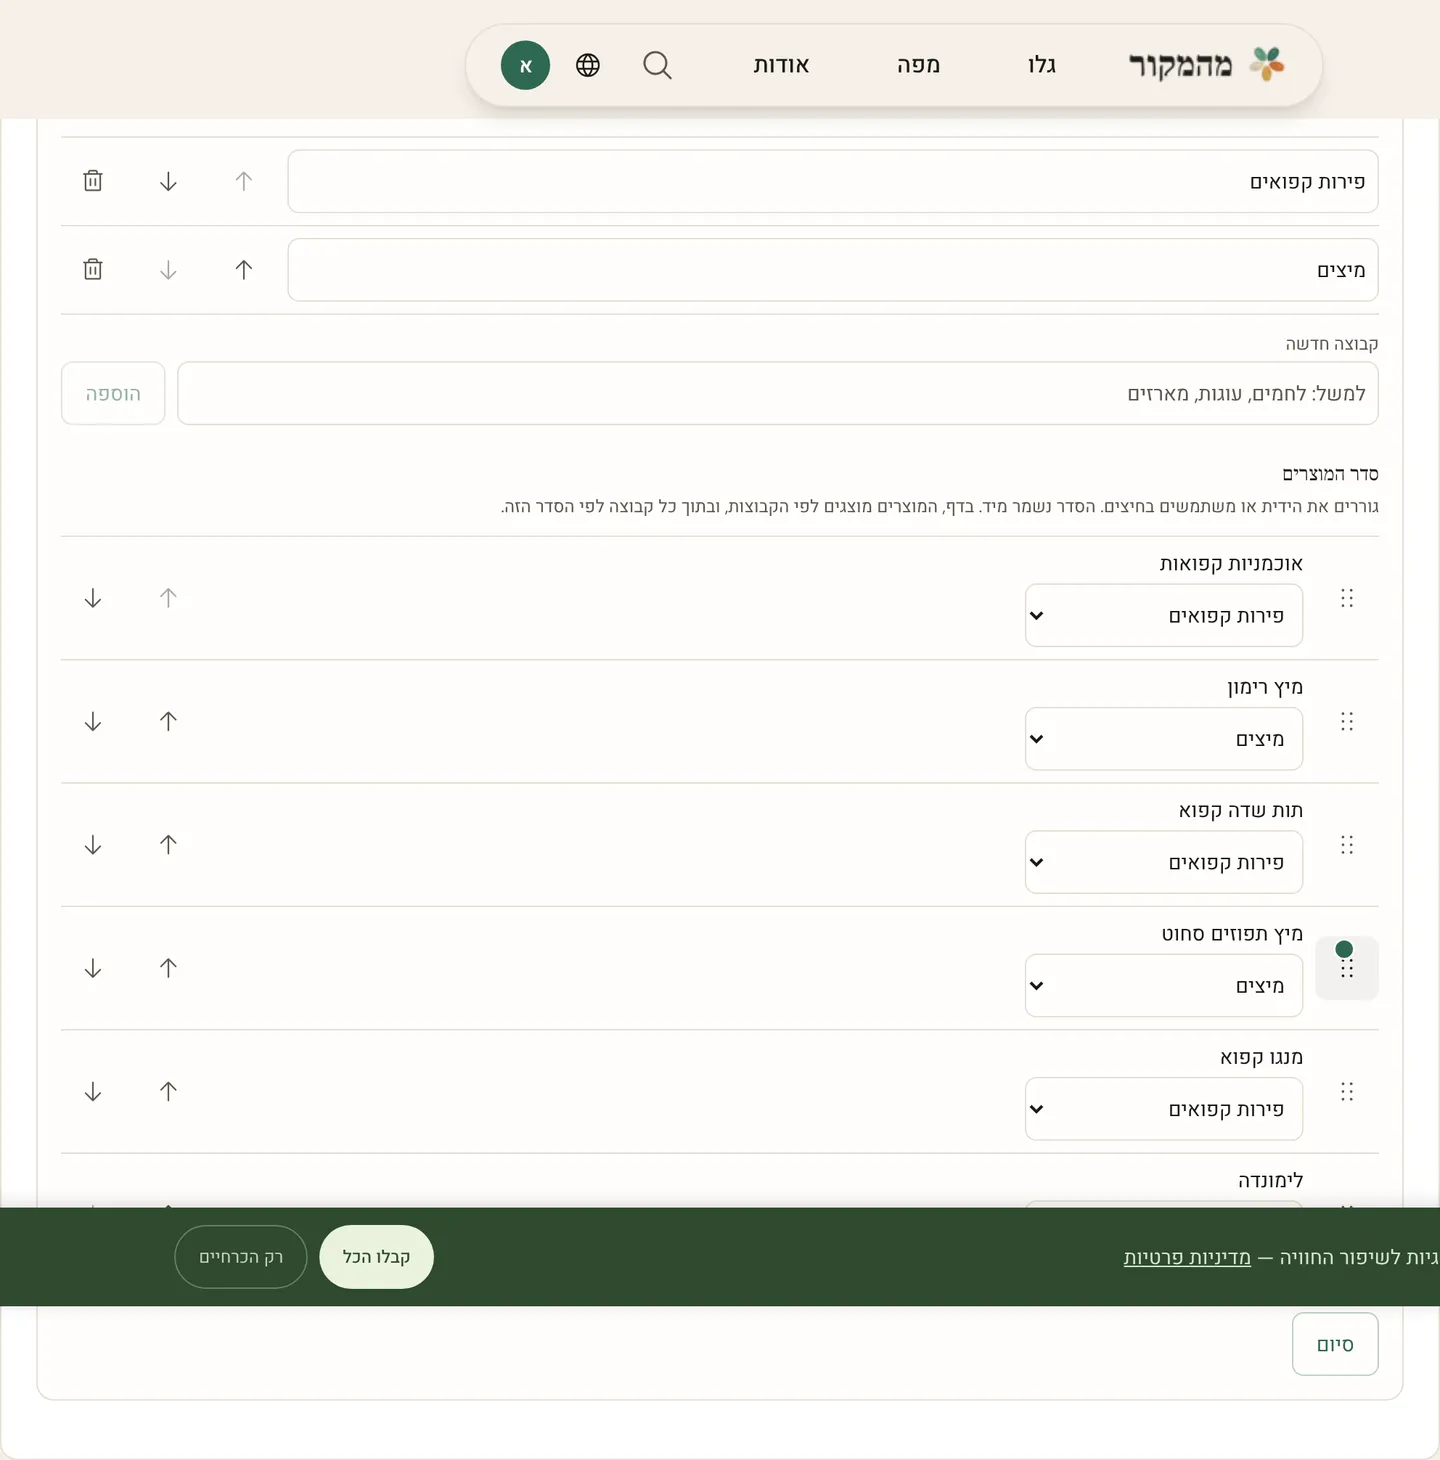 מהמקור
גלו
מפה
אודות
א
פירות קפואים
מיצים
קבוצה חדשה
למשל: לחמים, עוגות, מארזים
הוספה
סדר המוצרים
גוררים את הידית או משתמשים בחיצים. הסדר נשמר מיד. בדף, המוצרים מוצגים לפי הקבוצות, ובתוך כל קבוצה לפי הסדר הזה.
אוכמניות קפואות
פירות קפואים
מיץ רימון
מיצים
תות שדה קפוא
פירות קפואים
מיץ תפוזים סחוט
מיצים
מנגו קפוא
פירות קפואים
לימונדה
לשיפור החוויה — מדיניות פרטיות
קבלו הכל
רק הכרחיים
סיום